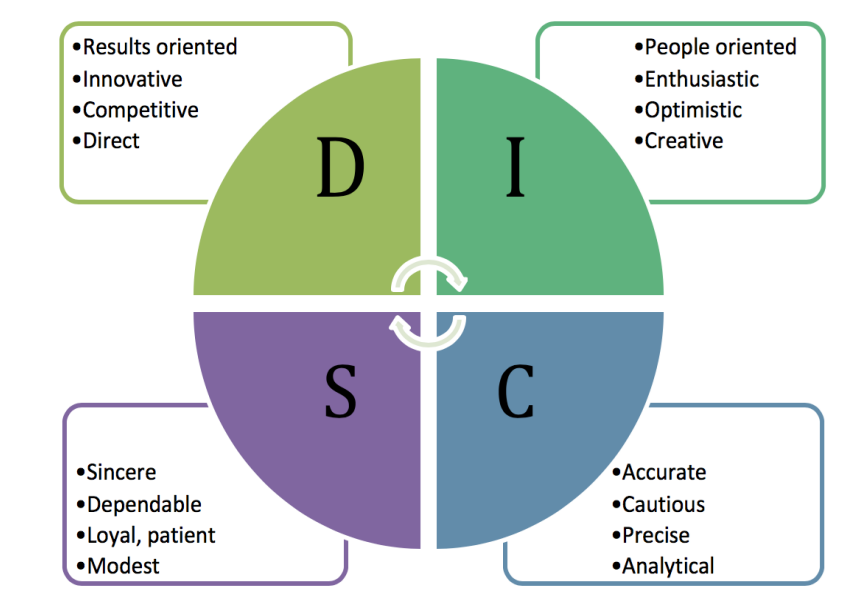 •Results oriented
•Innovative
•Competitive
•Direct
D
I
•People oriented
•Enthusiastic
•Optimistic
•Creative
S
•Sincere
•Dependable
•Loyal, patient
•Modest
C
•Accurate
•Cautious
•Precise
•Analytical